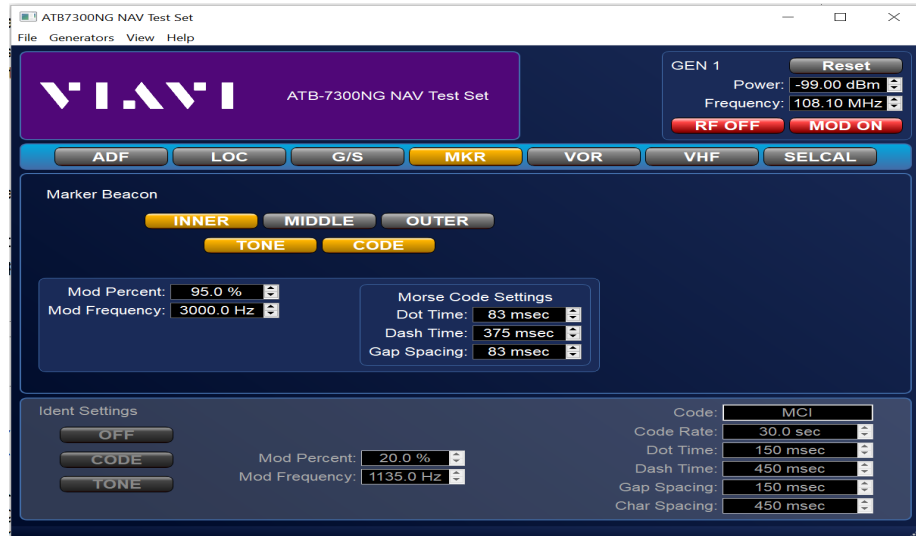 ATB7300NG NAV Test Set
File Generators View Help
VIAVI
ATB-7300NG NAV Test Set
GEN 1 Reset
Power: -99.00 dBm
Frequency: 108.10 MHz
RF OFF MOD ON
ADF LOC G/S MKR VOR VHF SELCAL
Marker Beacon
INNER MIDDLE OUTER
TONE CODE
Mod Percent: 95.0 %
Mod Frequency: 3000.0 Hz
Morse Code Settings
Dot Time: 83 msec
Dash Time: 375 msec
Gap Spacing: 83 msec
Ident Settings
OFF
CODE
TONE
Mod Percent: 20.0 %
Mod Frequency: 1135.0 Hz
Code: MCI
Code Rate: 30.0 sec
Dot Time: 150 msec
Dash Time: 450 msec
Gap Spacing: 150 msec
Char Spacing: 450 msec